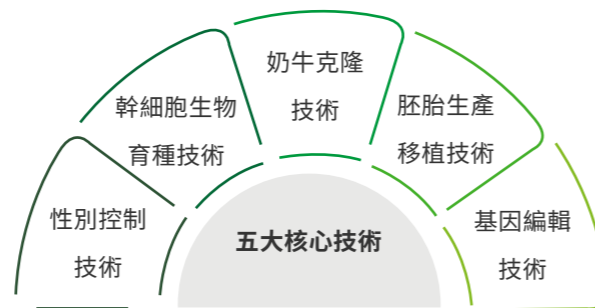 性別控制
技術
幹細胞生物
育種技術
奶牛克隆
技術
胚胎生產
移植技術
基因編輯
技術
五大核心技術